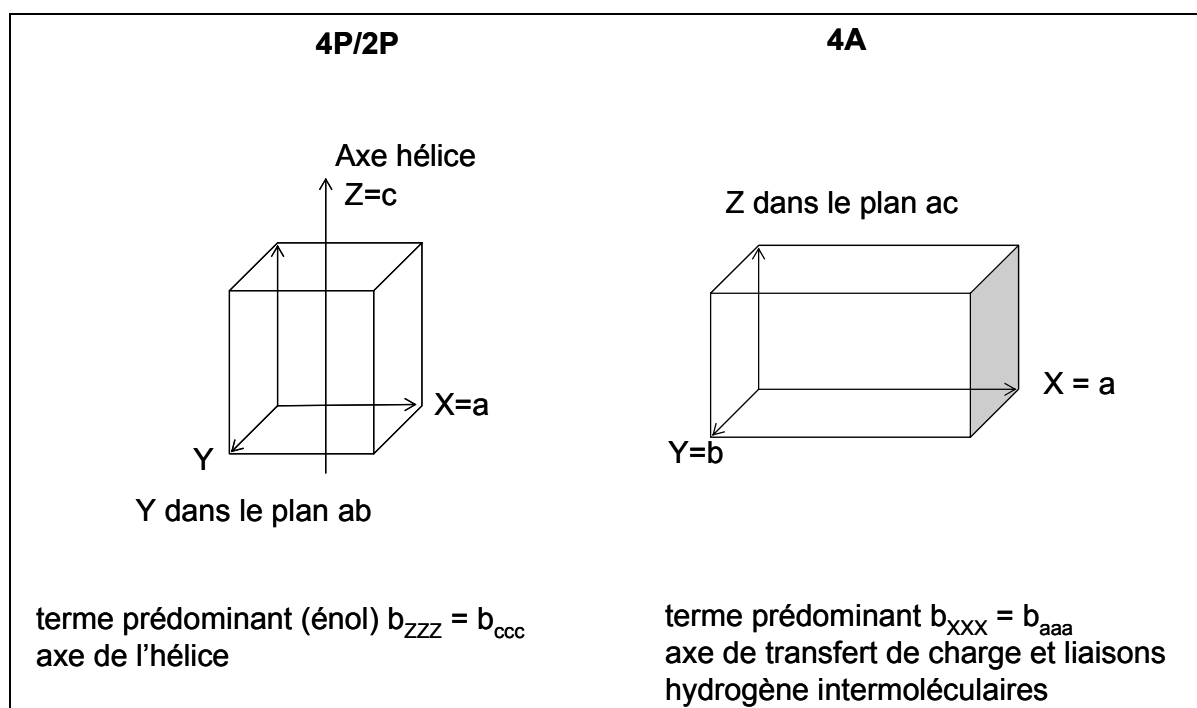 4P/2P
Axe hélice
Z=c
X=a
Y
Y dans le plan ab
terme prédominant (énol) bZZZ = bccc
axe de l'hélice
4A
Z dans le plan ac
X = a
Y=b
terme prédominant bXXX = baaa
axe de transfert de charge et liaisons
hydrogène intermoléculaires